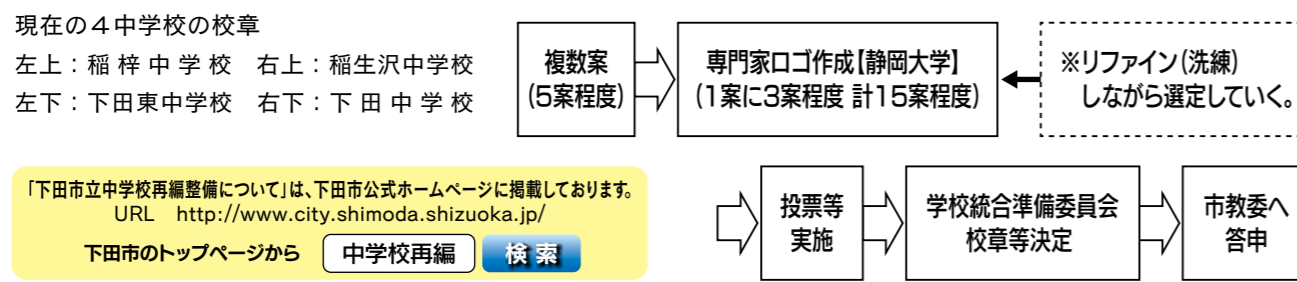 現在の４中学校の校章
左上：稲梓中学校　右上：稲生沢中学校
左下：下田東中学校　右下：下田中学校
複数案
(5案程度)
専門家ロゴ作成【静岡大学】
(1案に3案程度 計15案程度)
※リファイン(洗練)
しながら選定していく。
「下田市立中学校再編整備について」は、下田市公式ホームページに掲載しております。
URL　http://www.city.shimoda.shizuoka.jp/
下田市のトップページから　中学校再編　検索
投票等
実施
学校統合準備委員会
校章等決定
市教委へ
答申